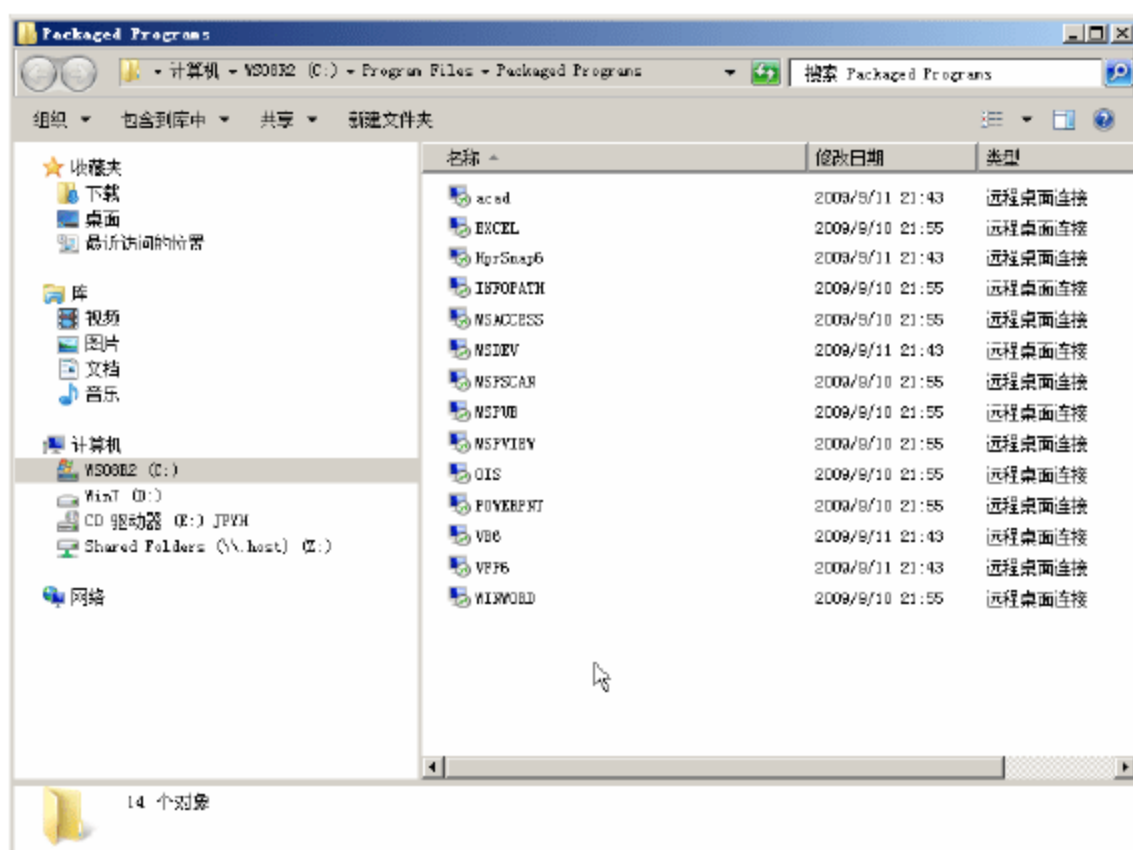 Packaged Programs
计算机 WS08R2 (C:) Program Files Packaged Programs 搜索 Packaged Programs
组织 包含到库中 共享 新建文件夹
收藏夹
下载
桌面
最近访问的位置
库
视频
图片
文档
音乐
计算机
WS08R2 (C:)
Win7 (D:)
CD 驱动器 (E:) JPYH
Shared Folders (\\.host) (Z:)
网络
名称 修改日期 类型
acad 2009/9/11 21:43 远程桌面连接
EXCEL 2009/9/10 21:55 远程桌面连接
HprSnap6 2009/9/11 21:43 远程桌面连接
INFOPATH 2009/9/10 21:55 远程桌面连接
MSACCESS 2009/9/10 21:55 远程桌面连接
MSDEV 2009/9/11 21:43 远程桌面连接
MSPSCAN 2009/9/10 21:55 远程桌面连接
MSPUB 2009/9/10 21:55 远程桌面连接
MSPVIEW 2009/9/10 21:55 远程桌面连接
OIS 2009/9/10 21:55 远程桌面连接
POWERPNT 2009/9/10 21:55 远程桌面连接
VB6 2009/9/11 21:43 远程桌面连接
VFP6 2009/9/11 21:43 远程桌面连接
WINWORD 2009/9/10 21:55 远程桌面连接
14 个对象